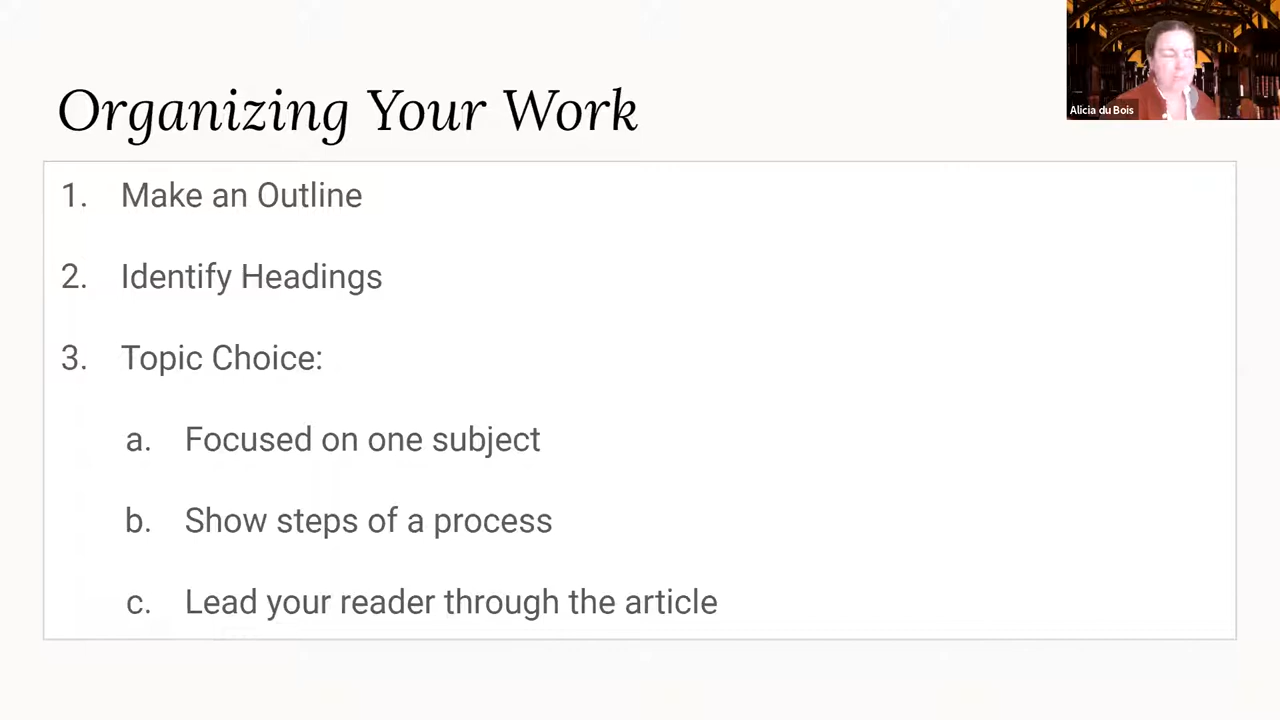 Organizing Your Work
Alicia du Bois
1. Make an Outline
2. Identify Headings
3. Topic Choice:
a. Focused on one subject
b. Show steps of a process
c. Lead your reader through the article